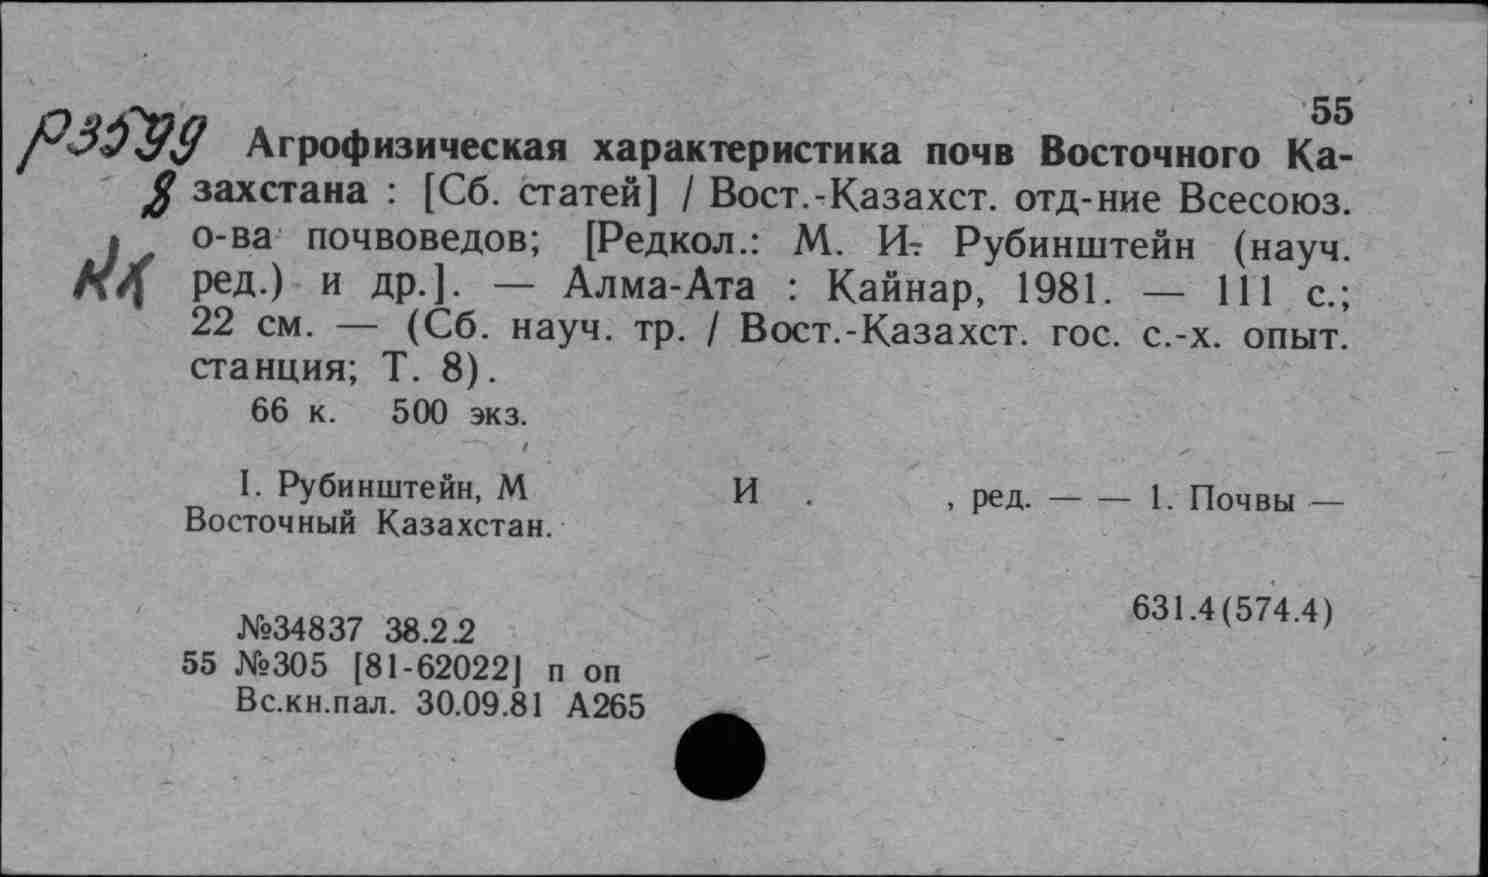 55
Р3599 Агрофизическая характеристика почв Восточного Ка-
8 захстана : [Сб. статей] / Вост.-Казахст. отд-ние Всесоюз.
о-ва почвоведов; [Редкол.: М. И. Рубинштейн (науч.
ред.) и др.]. — Алма-Ата : Кайнар, 1981. — 111 с.;
22 см. — (Сб. науч. тр. / Вост.-Казахст. гос. с.-х. опыт.
станция; Т. 8).
66 к. 500 экз.
I. Рубинштейн, М И . , ред. — — 1. Почвы —
Восточный Казахстан.
631.4(574.4)
№34837 38.2.2
55 №305 [81-62022] п оп
Вс.кн.пал. 30.09.81 А265